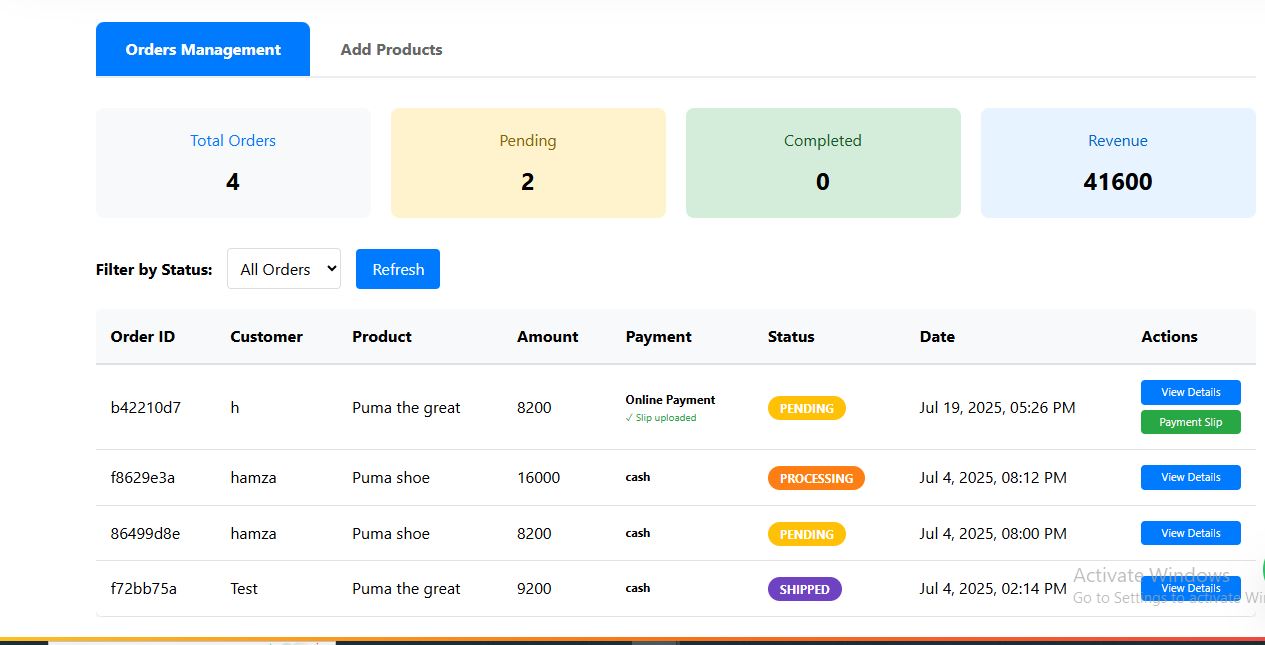 Orders Management Add Products
Total Orders Pending Completed Revenue
4 2 0 41600
Filter by Status: All Orders Refresh
Order ID Customer Product Amount Payment Status Date Actions
b42210d7 h Puma the great 8200 Online Payment PENDING Jul 19, 2025, 05:26 PM View Details
✓ Slip uploaded Payment Slip
f8629e3a hamza Puma shoe 16000 cash PROCESSING Jul 4, 2025, 08:12 PM View Details
86499d8e hamza Puma shoe 8200 cash PENDING Jul 4, 2025, 08:00 PM View Details
f72bb75a Test Puma the great 9200 cash SHIPPED Jul 4, 2025, 02:14 PM View Details
Activate Windows
Go to Settings to activate Wi